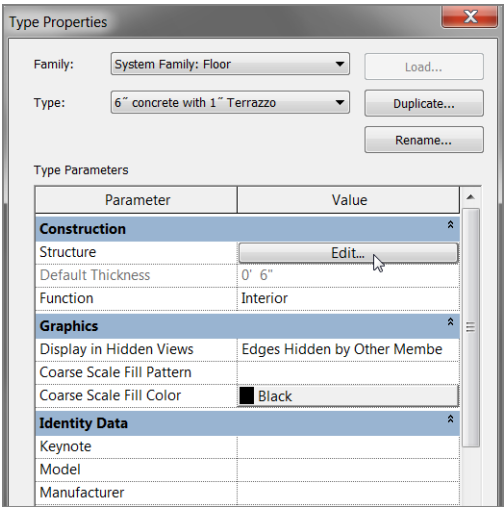 Type Properties
Family: System Family: Floor Load...
Type: 6″ concrete with 1″ Terrazzo Duplicate...
Rename...
Type Parameters
Parameter Value
Construction
Structure Edit...
Default Thickness 0' 6"
Function Interior
Graphics
Display in Hidden Views Edges Hidden by Other Membe
Coarse Scale Fill Pattern
Coarse Scale Fill Color Black
Identity Data
Keynote
Model
Manufacturer